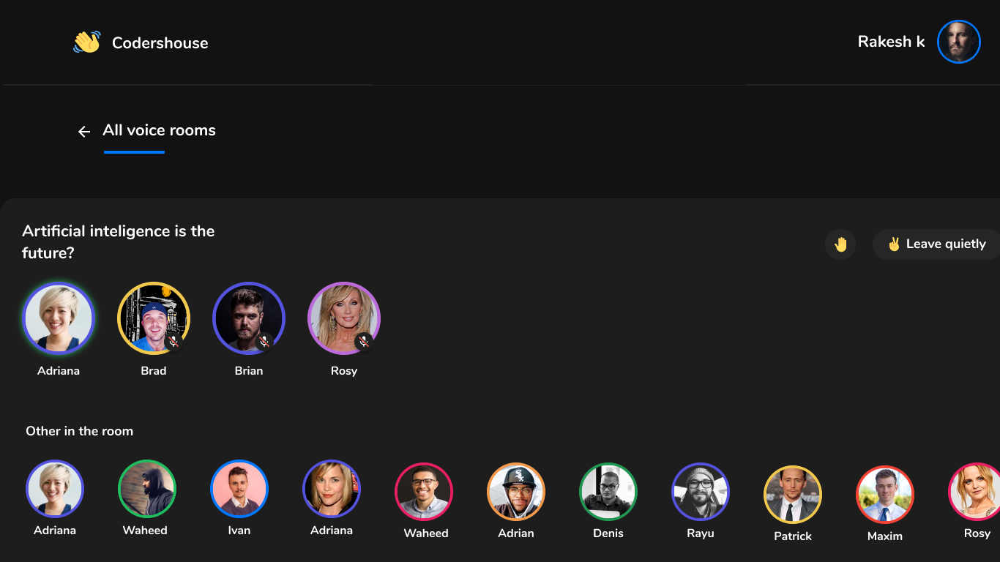 Codershouse
Rakesh k
All voice rooms
Artificial inteligence is the
future?
Leave quietly
Adriana
Brad
Brian
Rosy
Other in the room
Adriana
Waheed
Ivan
Adriana
Waheed
Adrian
Denis
Rayu
Patrick
Maxim
Rosy